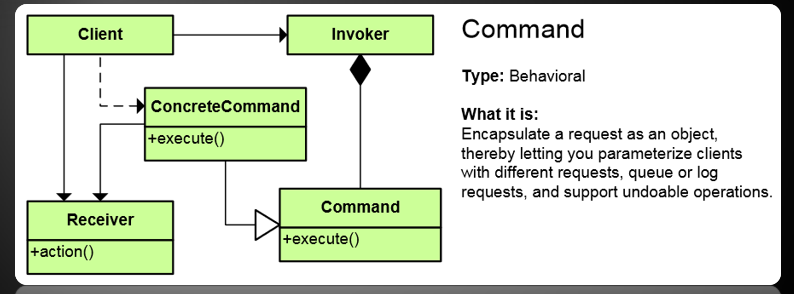 Client
Invoker
ConcreteCommand
+execute()
Receiver
+action()
Command
+execute()
Command
Type: Behavioral
What it is:
Encapsulate a request as an object,
thereby letting you parameterize clients
with different requests, queue or log
requests, and support undoable operations.